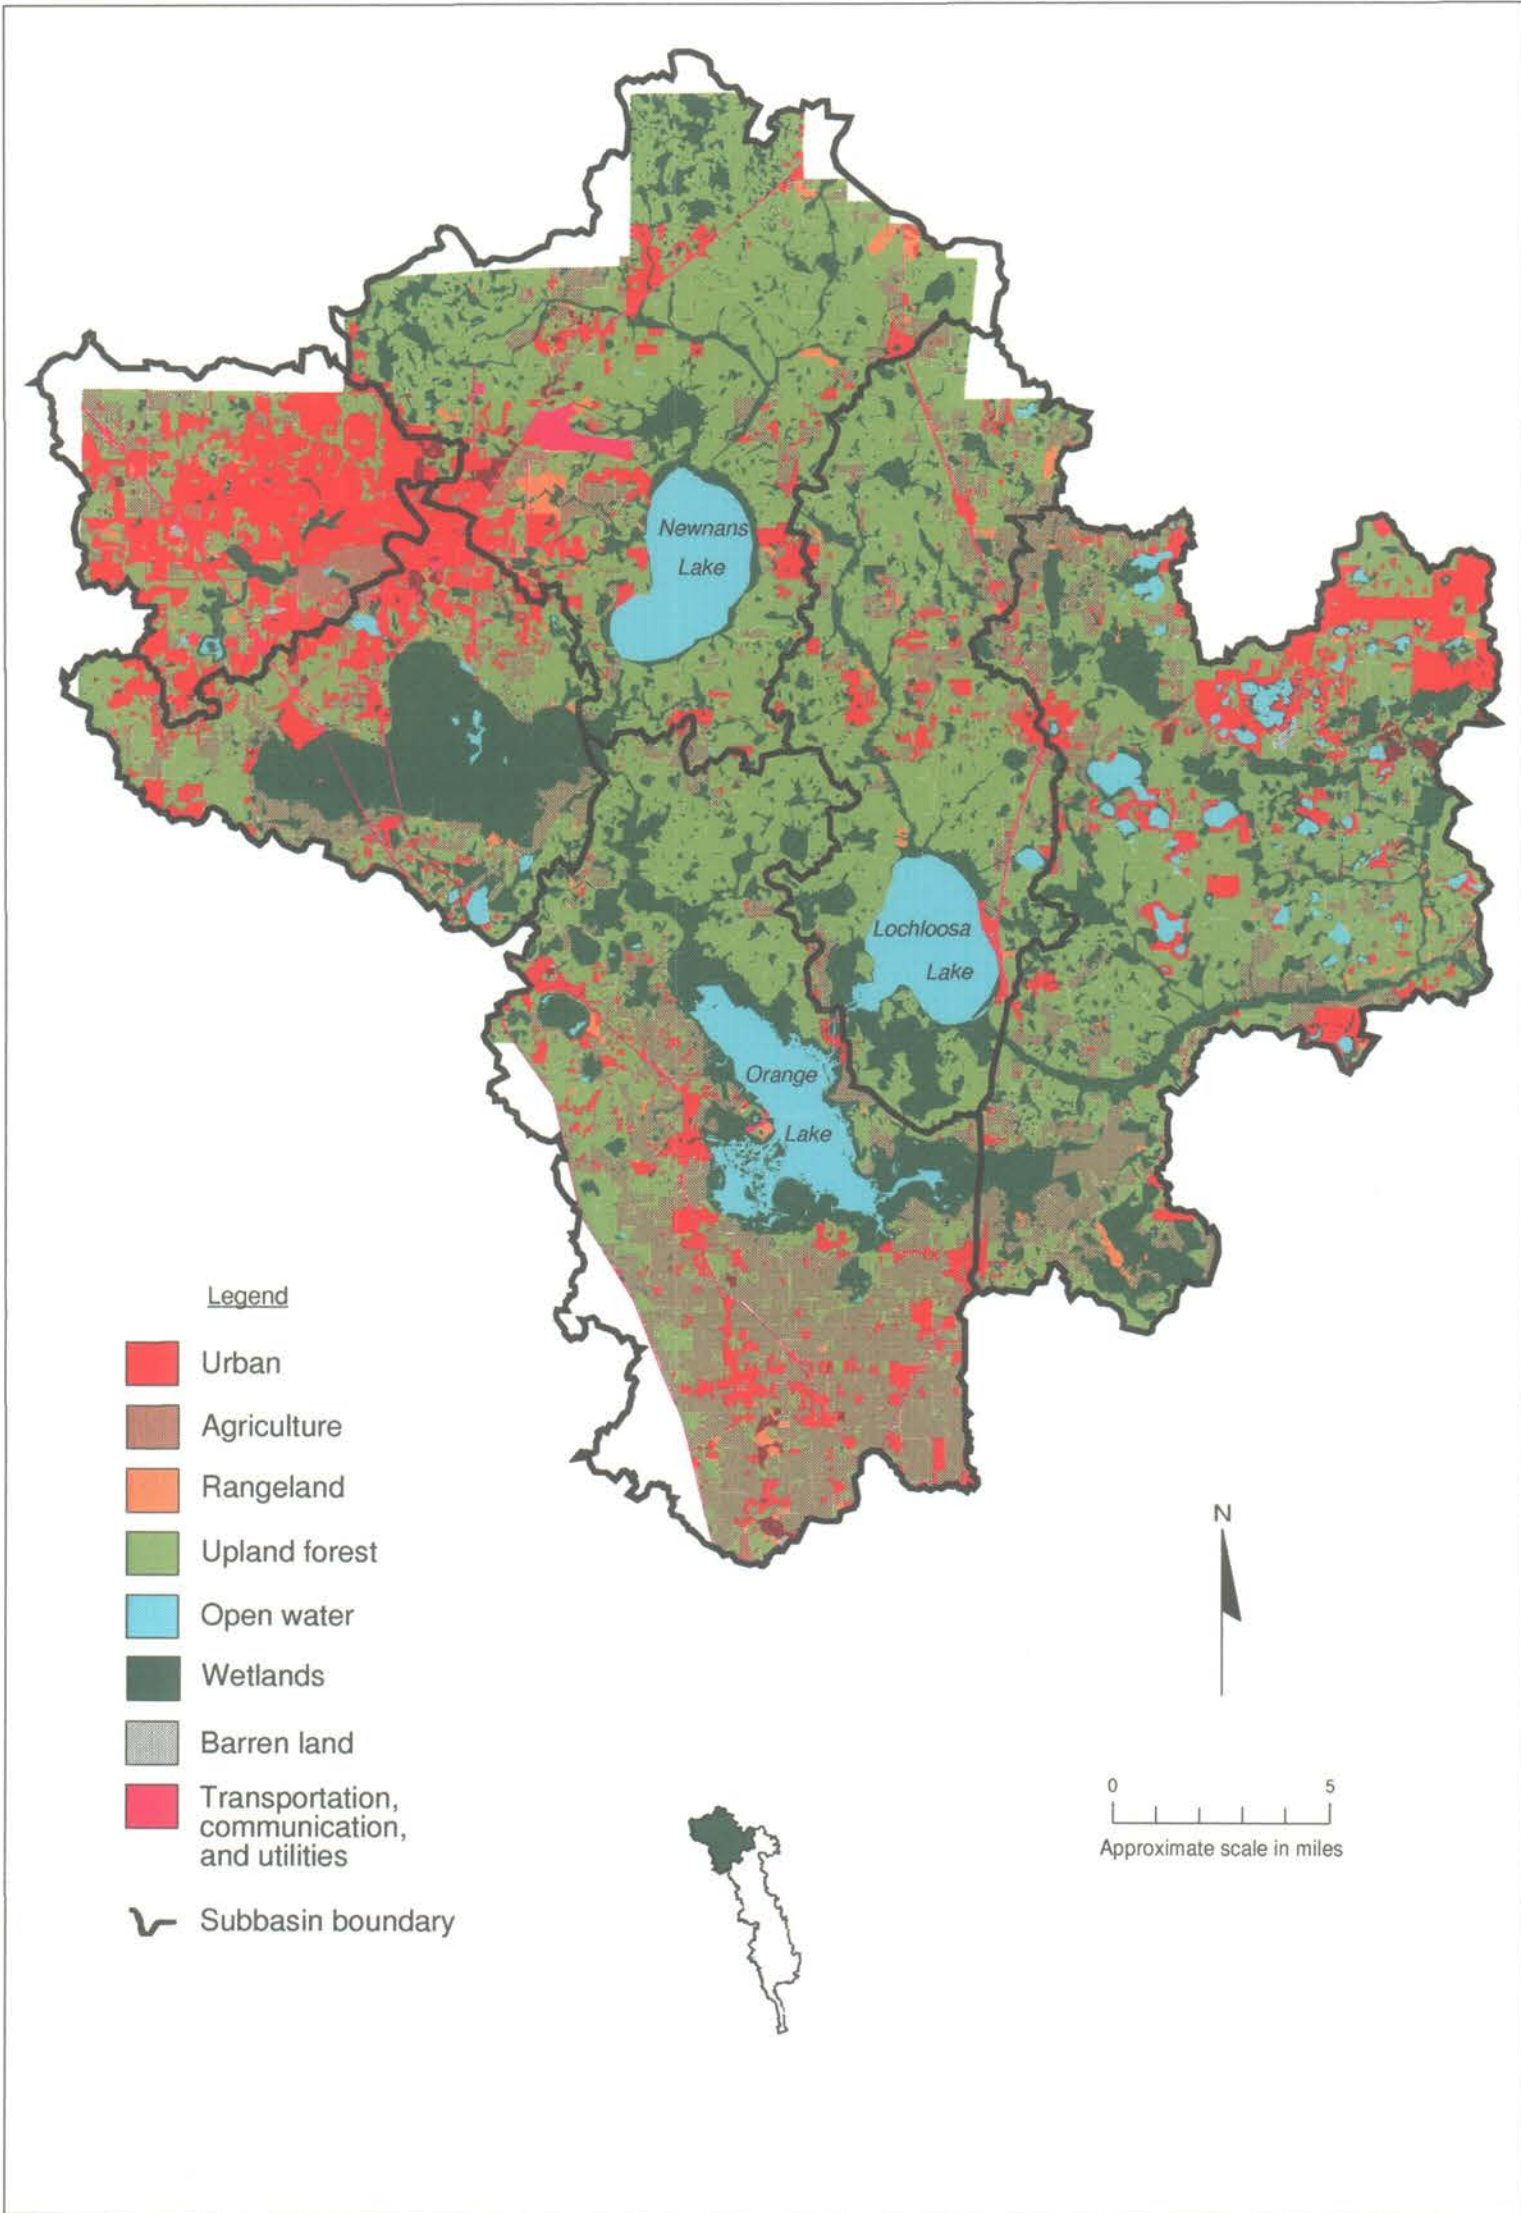 Newnans
Lake
Lochloosa
Lake
Orange
Lake
Legend
Urban
Agriculture
Rangeland
Upland forest
Open water
Wetlands
Barren land
Transportation,
communication,
and utilities
Subbasin boundary
N
0 5
Approximate scale in miles